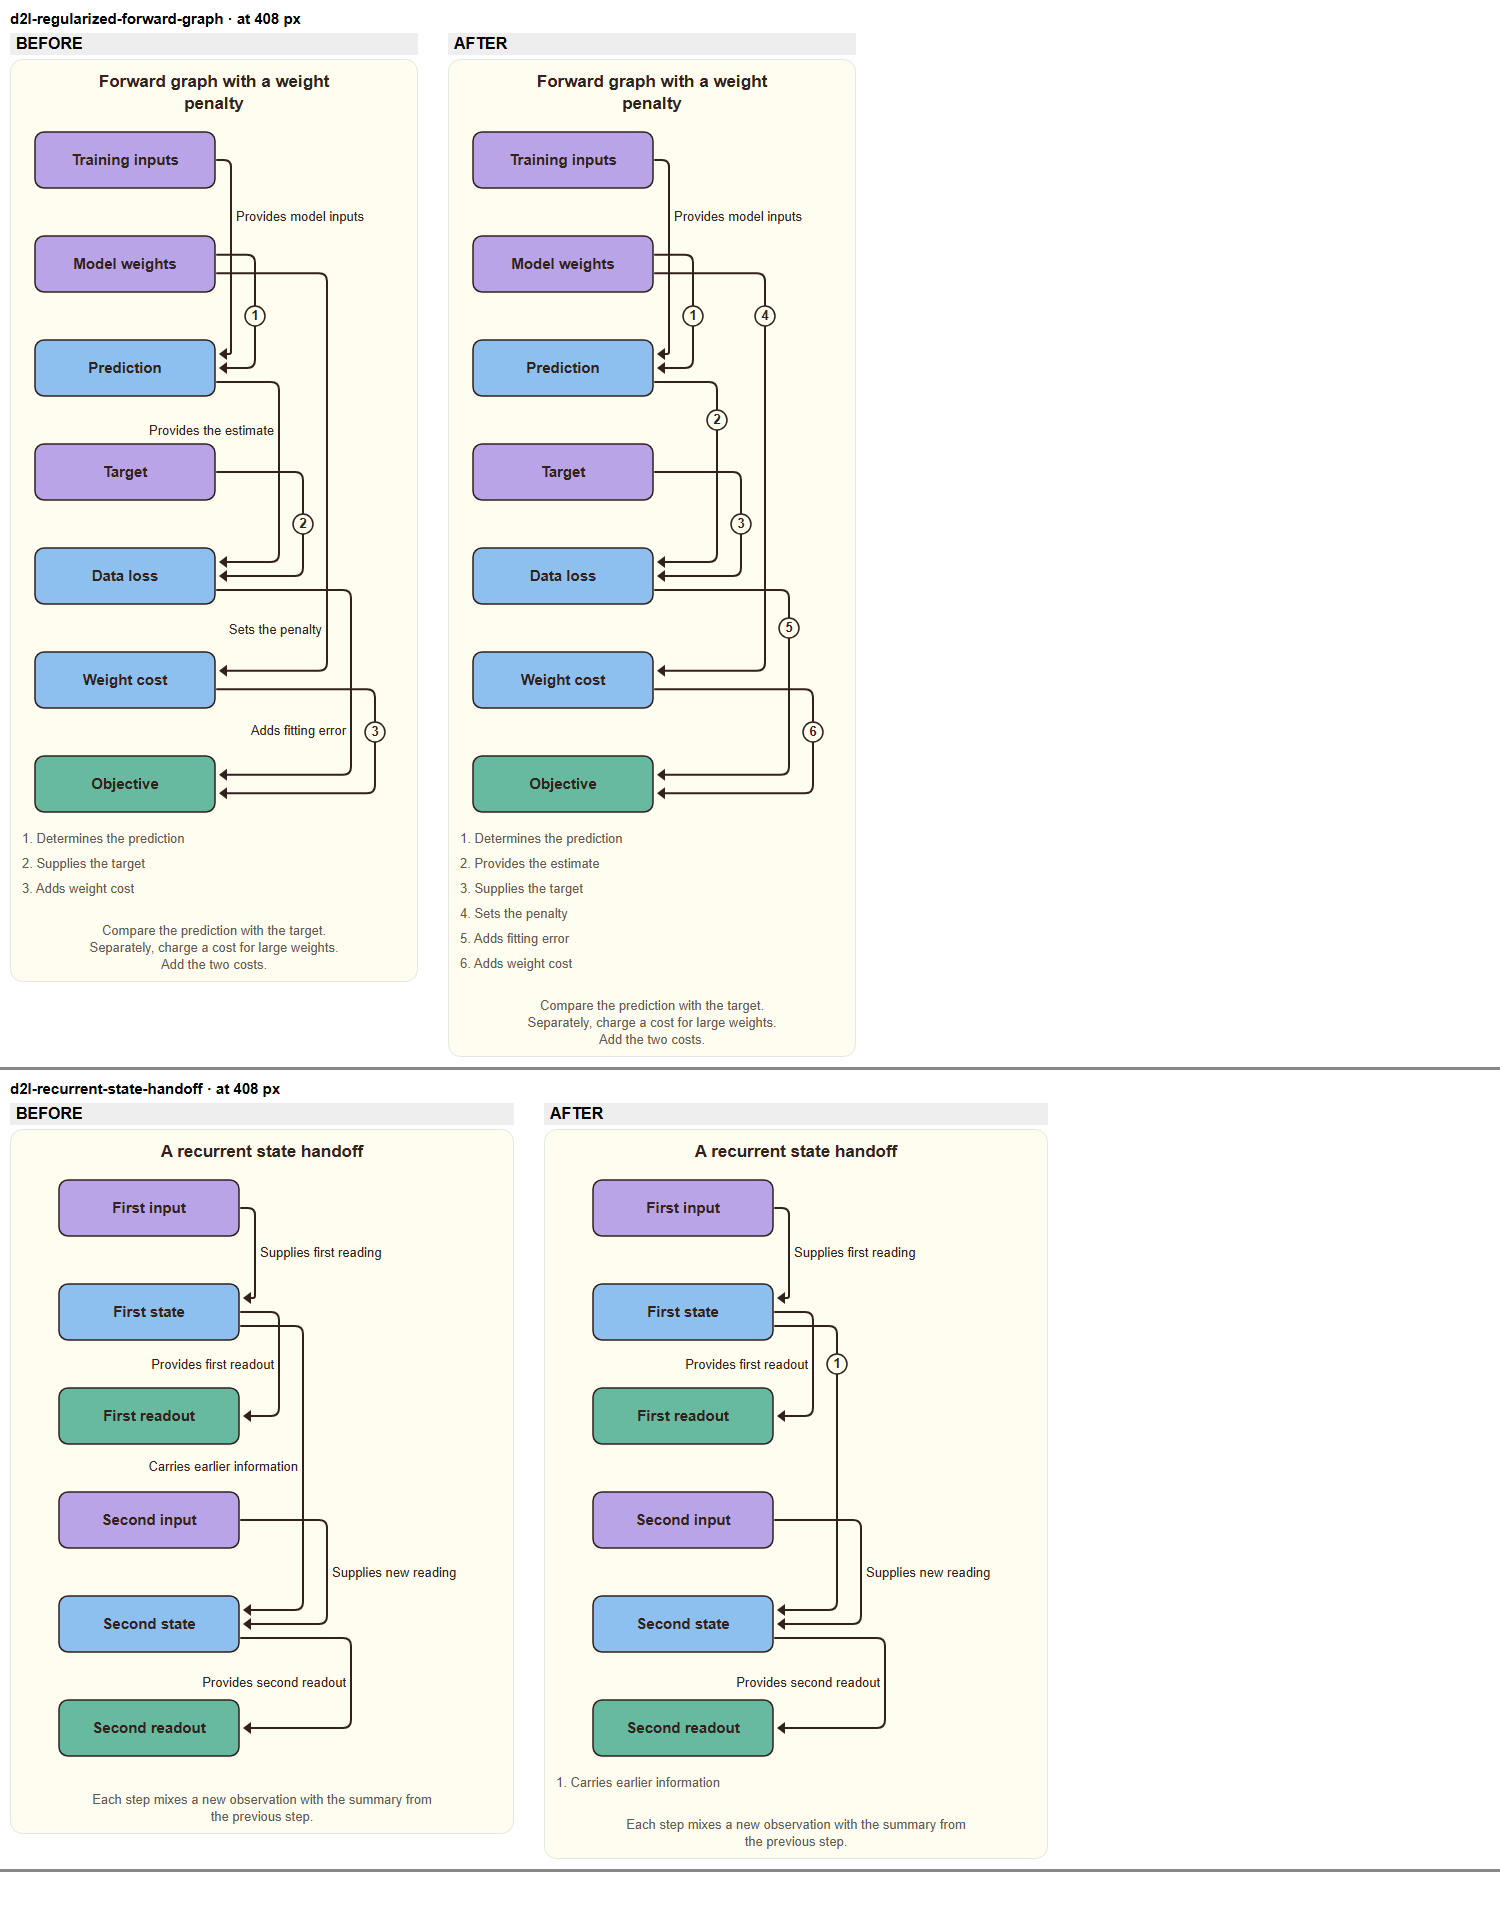 d2l-regularized-forward-graph · at 408 px
BEFORE
Forward graph with a weight
penalty
Training inputs
Provides model inputs
Model weights
1
Prediction
Provides the estimate
Target
2
Data loss
Sets the penalty
Weight cost
Adds fitting error
3
Objective
1. Determines the prediction
2. Supplies the target
3. Adds weight cost
Compare the prediction with the target.
Separately, charge a cost for large weights.
Add the two costs.
AFTER
Forward graph with a weight
penalty
Training inputs
Provides model inputs
Model weights
1
4
Prediction
2
Target
3
Data loss
5
Weight cost
6
Objective
1. Determines the prediction
2. Provides the estimate
3. Supplies the target
4. Sets the penalty
5. Adds fitting error
6. Adds weight cost
Compare the prediction with the target.
Separately, charge a cost for large weights.
Add the two costs.
d2l-recurrent-state-handoff · at 408 px
BEFORE
A recurrent state handoff
First input
Supplies first reading
First state
Provides first readout
First readout
Carries earlier information
Second input
Supplies new reading
Second state
Provides second readout
Second readout
Each step mixes a new observation with the summary from
the previous step.
AFTER
A recurrent state handoff
First input
Supplies first reading
First state
Provides first readout
1
First readout
Second input
Supplies new reading
Second state
Provides second readout
Second readout
1. Carries earlier information
Each step mixes a new observation with the summary from
the previous step.